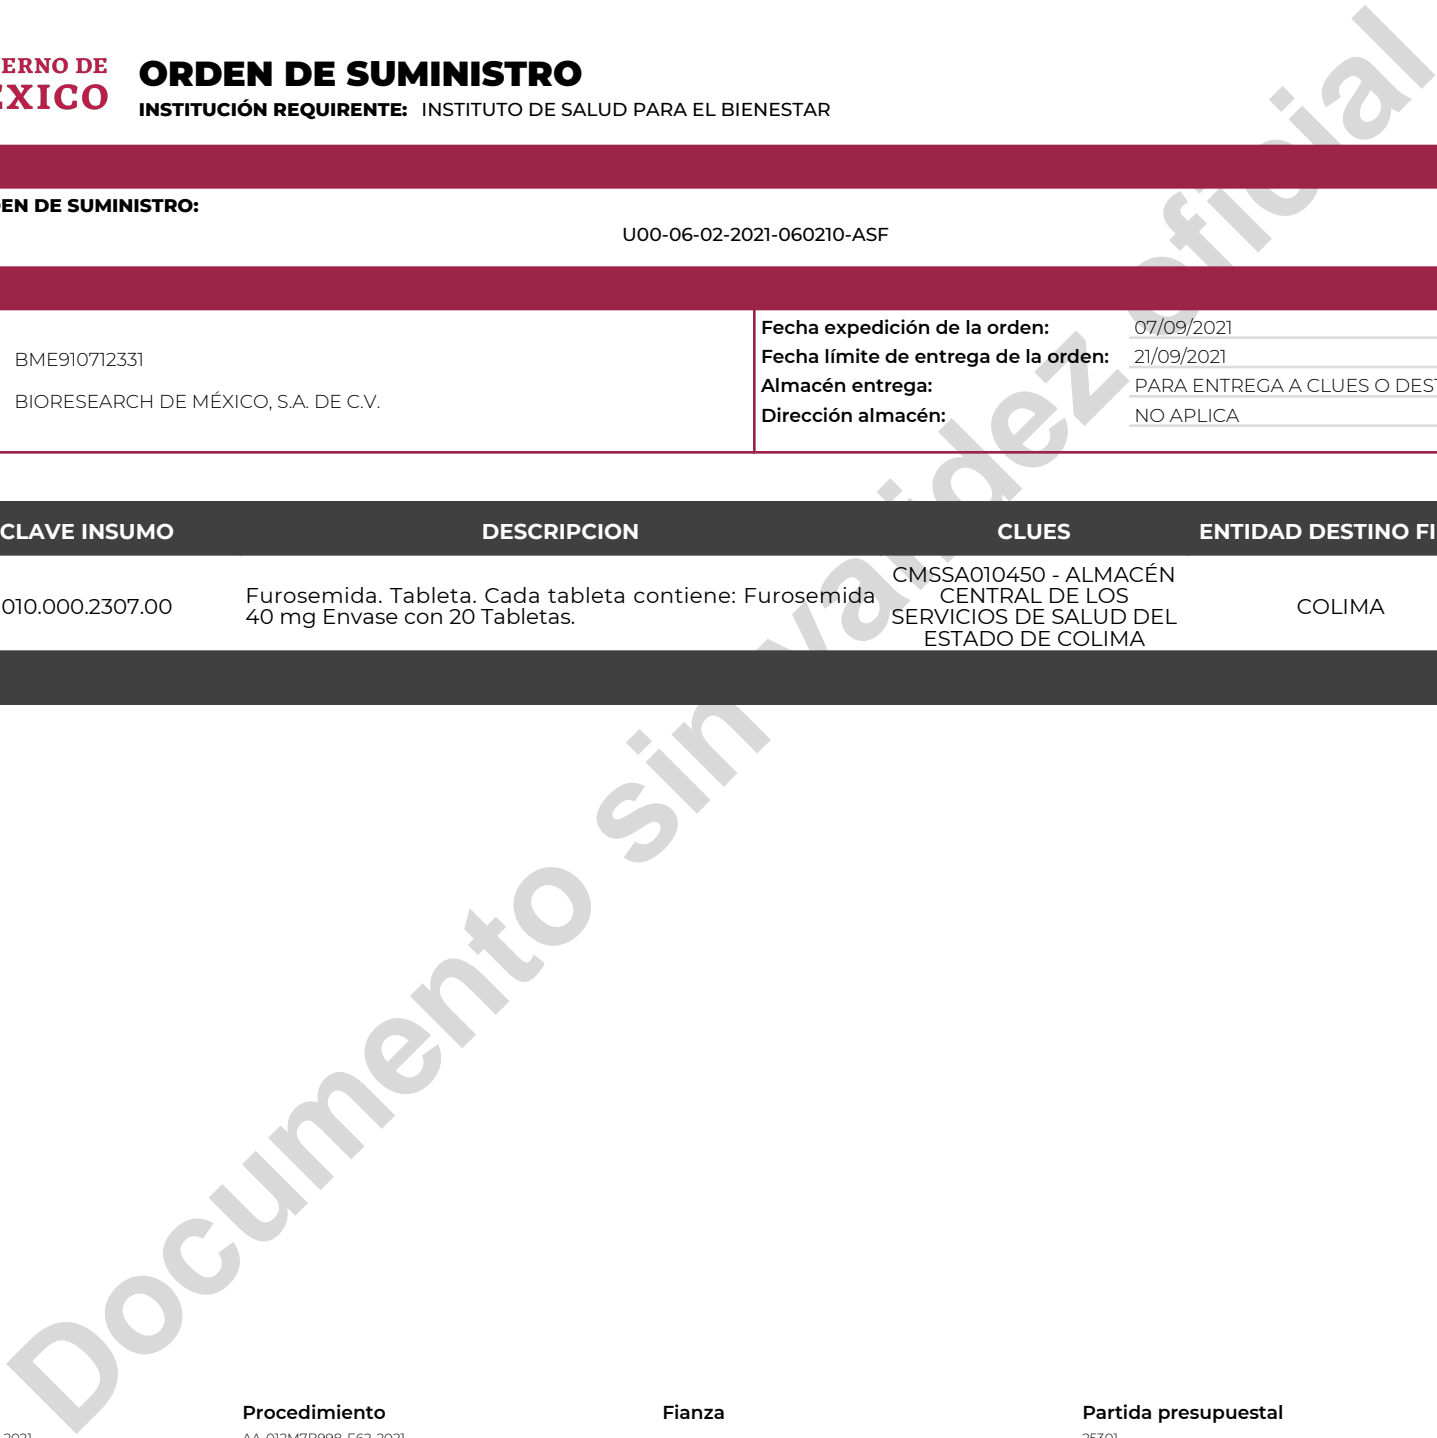 ERNO DE
ÉXICO
ORDEN DE SUMINISTRO
INSTITUCIÓN REQUIRENTE: INSTITUTO DE SALUD PARA EL BIENESTAR
EN DE SUMINISTRO:
U00-06-02-2021-060210-ASF
BME910712331
BIORESEARCH DE MÉXICO, S.A. DE C.V.
Fecha expedición de la orden: 07/09/2021
Fecha límite de entrega de la orden: 21/09/2021
Almacén entrega: PARA ENTREGA A CLUES O DEST
Dirección almacén: NO APLICA
CLAVE INSUMO DESCRIPCION CLUES ENTIDAD DESTINO FI
010.000.2307.00
Furosemida. Tableta. Cada tableta contiene: Furosemida
40 mg Envase con 20 Tabletas.
CMSSA010450 - ALMACÉN
CENTRAL DE LOS
SERVICIOS DE SALUD DEL
ESTADO DE COLIMA
COLIMA
Documento sin validez oficial
Procedimiento Fianza Partida presupuestal